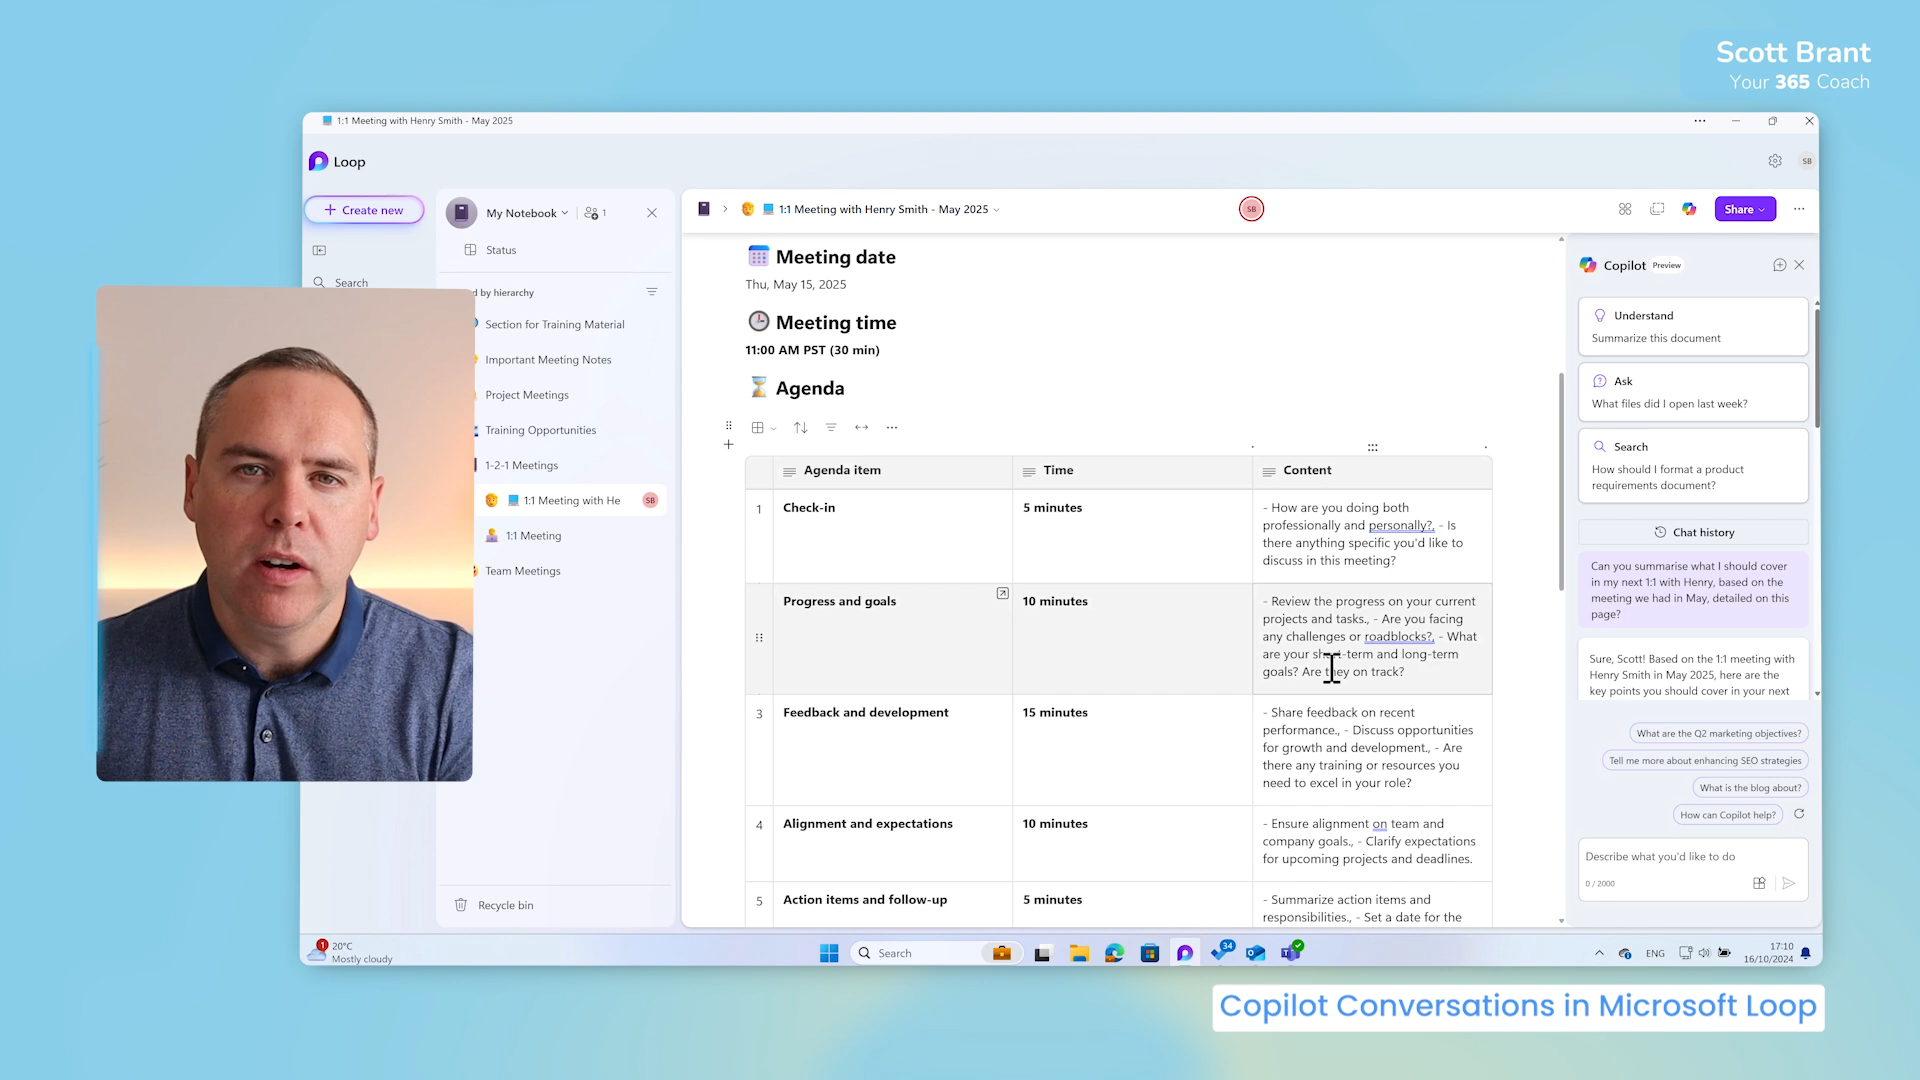 Scott Brant
Your 365 Coach
1:1 Meeting with Henry Smith - May 2025
Loop
SB
Create new
My Notebook
1
1:1 Meeting with Henry Smith - May 2025
SB
Share
Status
Search
d by hierarchy
Section for Training Material
Important Meeting Notes
Project Meetings
Training Opportunities
1-2-1 Meetings
1:1 Meeting with He
SB
1:1 Meeting
Team Meetings
Recycle bin
Meeting date
Thu, May 15, 2025
Meeting time
11:00 AM PST (30 min)
Agenda
Agenda item
Time
Content
1
Check-in
5 minutes
- How are you doing both
professionally and personally?, - Is
there anything specific you'd like to
discuss in this meeting?
Progress and goals
10 minutes
- Review the progress on your current
projects and tasks., - Are you facing
any challenges or roadblocks?, - What
are your short-term and long-term
goals? Are they on track?
3
Feedback and development
15 minutes
- Share feedback on recent
performance., - Discuss opportunities
for growth and development., - Are
there any training or resources you
need to excel in your role?
4
Alignment and expectations
10 minutes
- Ensure alignment on team and
company goals., - Clarify expectations
for upcoming projects and deadlines.
5
Action items and follow-up
5 minutes
- Summarize action items and
responsibilities., - Set a date for the
Copilot Preview
Understand
Summarize this document
Ask
What files did I open last week?
Search
How should I format a product
requirements document?
Chat history
Can you summarise what I should cover
in my next 1:1 with Henry, based on the
meeting we had in May, detailed on this
page?
Sure, Scott! Based on the 1:1 meeting with
Henry Smith in May 2025, here are the
key points you should cover in your next
What are the Q2 marketing objectives?
Tell me more about enhancing SEO strategies
What is the blog about?
How can Copilot help?
Describe what you'd like to do
0 / 2000
1
20°C
Mostly cloudy
Search
34
ENG
17:10
16/10/2024
Copilot Conversations in Microsoft Loop